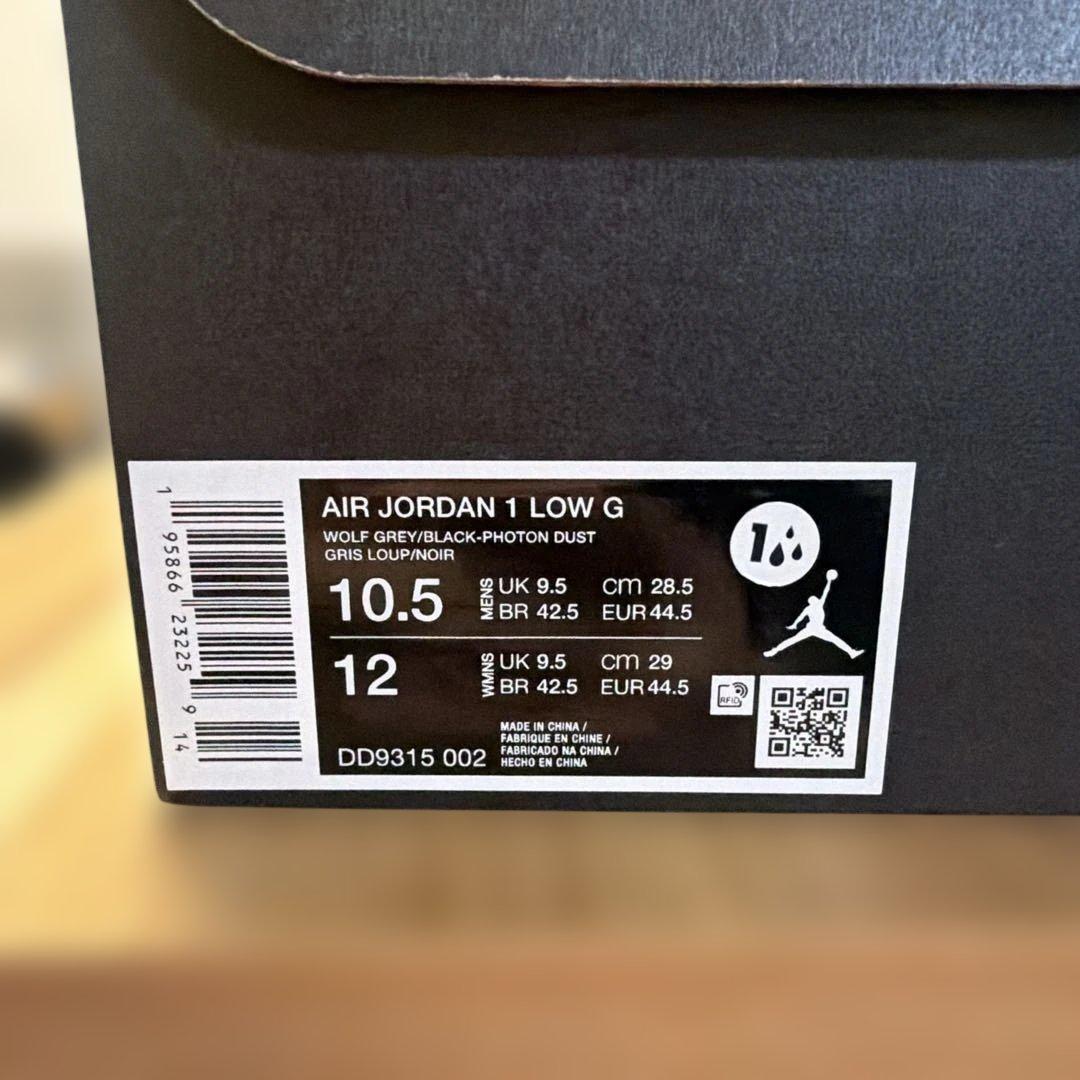 AIR JORDAN 1 LOW G
WOLF GREY/BLACK-PHOTON DUST
GRIS LOUP/NOIR
10.5 MENS UK 9.5 cm 28.5
BR 42.5 EUR 44.5
12 WMNS UK 9.5 cm 29
BR 42.5 EUR 44.5
DD9315 002
MADE IN CHINA /
FABRIQUE EN CHINE /
FABRICADO NA CHINA /
HECHO EN CHINA
1
RFID
1 95866 23225 9 14